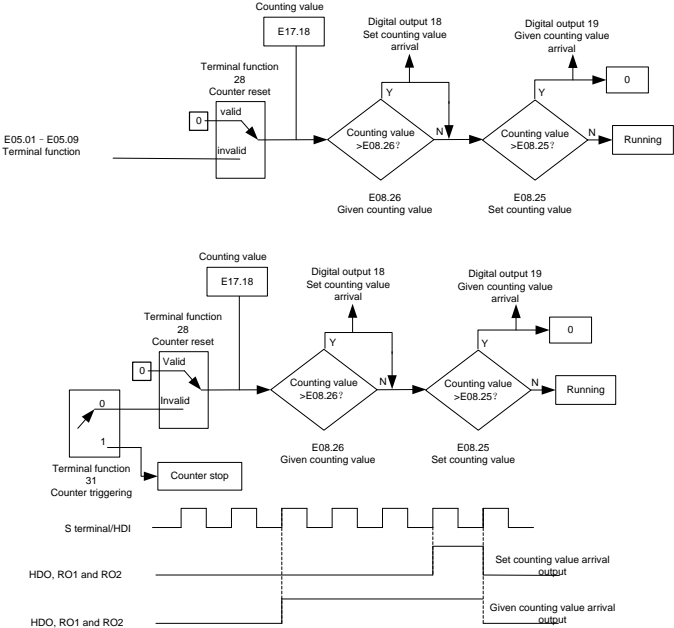 Counting value
E17.18
Digital output 18
Set counting value
arrival
Digital output 19
Given counting value
arrival
Terminal function
28
Counter reset
valid
0
invalid
Y
Y
0
E05.01 - E05.09
Terminal function
Counting value
>E08.26?
N
Counting value
>E08.25?
N
Running
E08.26
Given counting value
E08.25
Set counting value
Counting value
E17.18
Digital output 18
Set counting value
arrival
Digital output 19
Given counting value
arrival
Terminal function
28
Counter reset
Valid
0
Invalid
Y
Y
0
Counting value
>E08.26?
N
Counting value
>E08.25?
N
Running
0
1
E08.26
Given counting value
E08.25
Set counting value
Terminal function
31
Counter triggering
Counter stop
S terminal/HDI
HDO, RO1 and RO2
Set counting value arrival
output
HDO, RO1 and RO2
Given counting value arrival
output